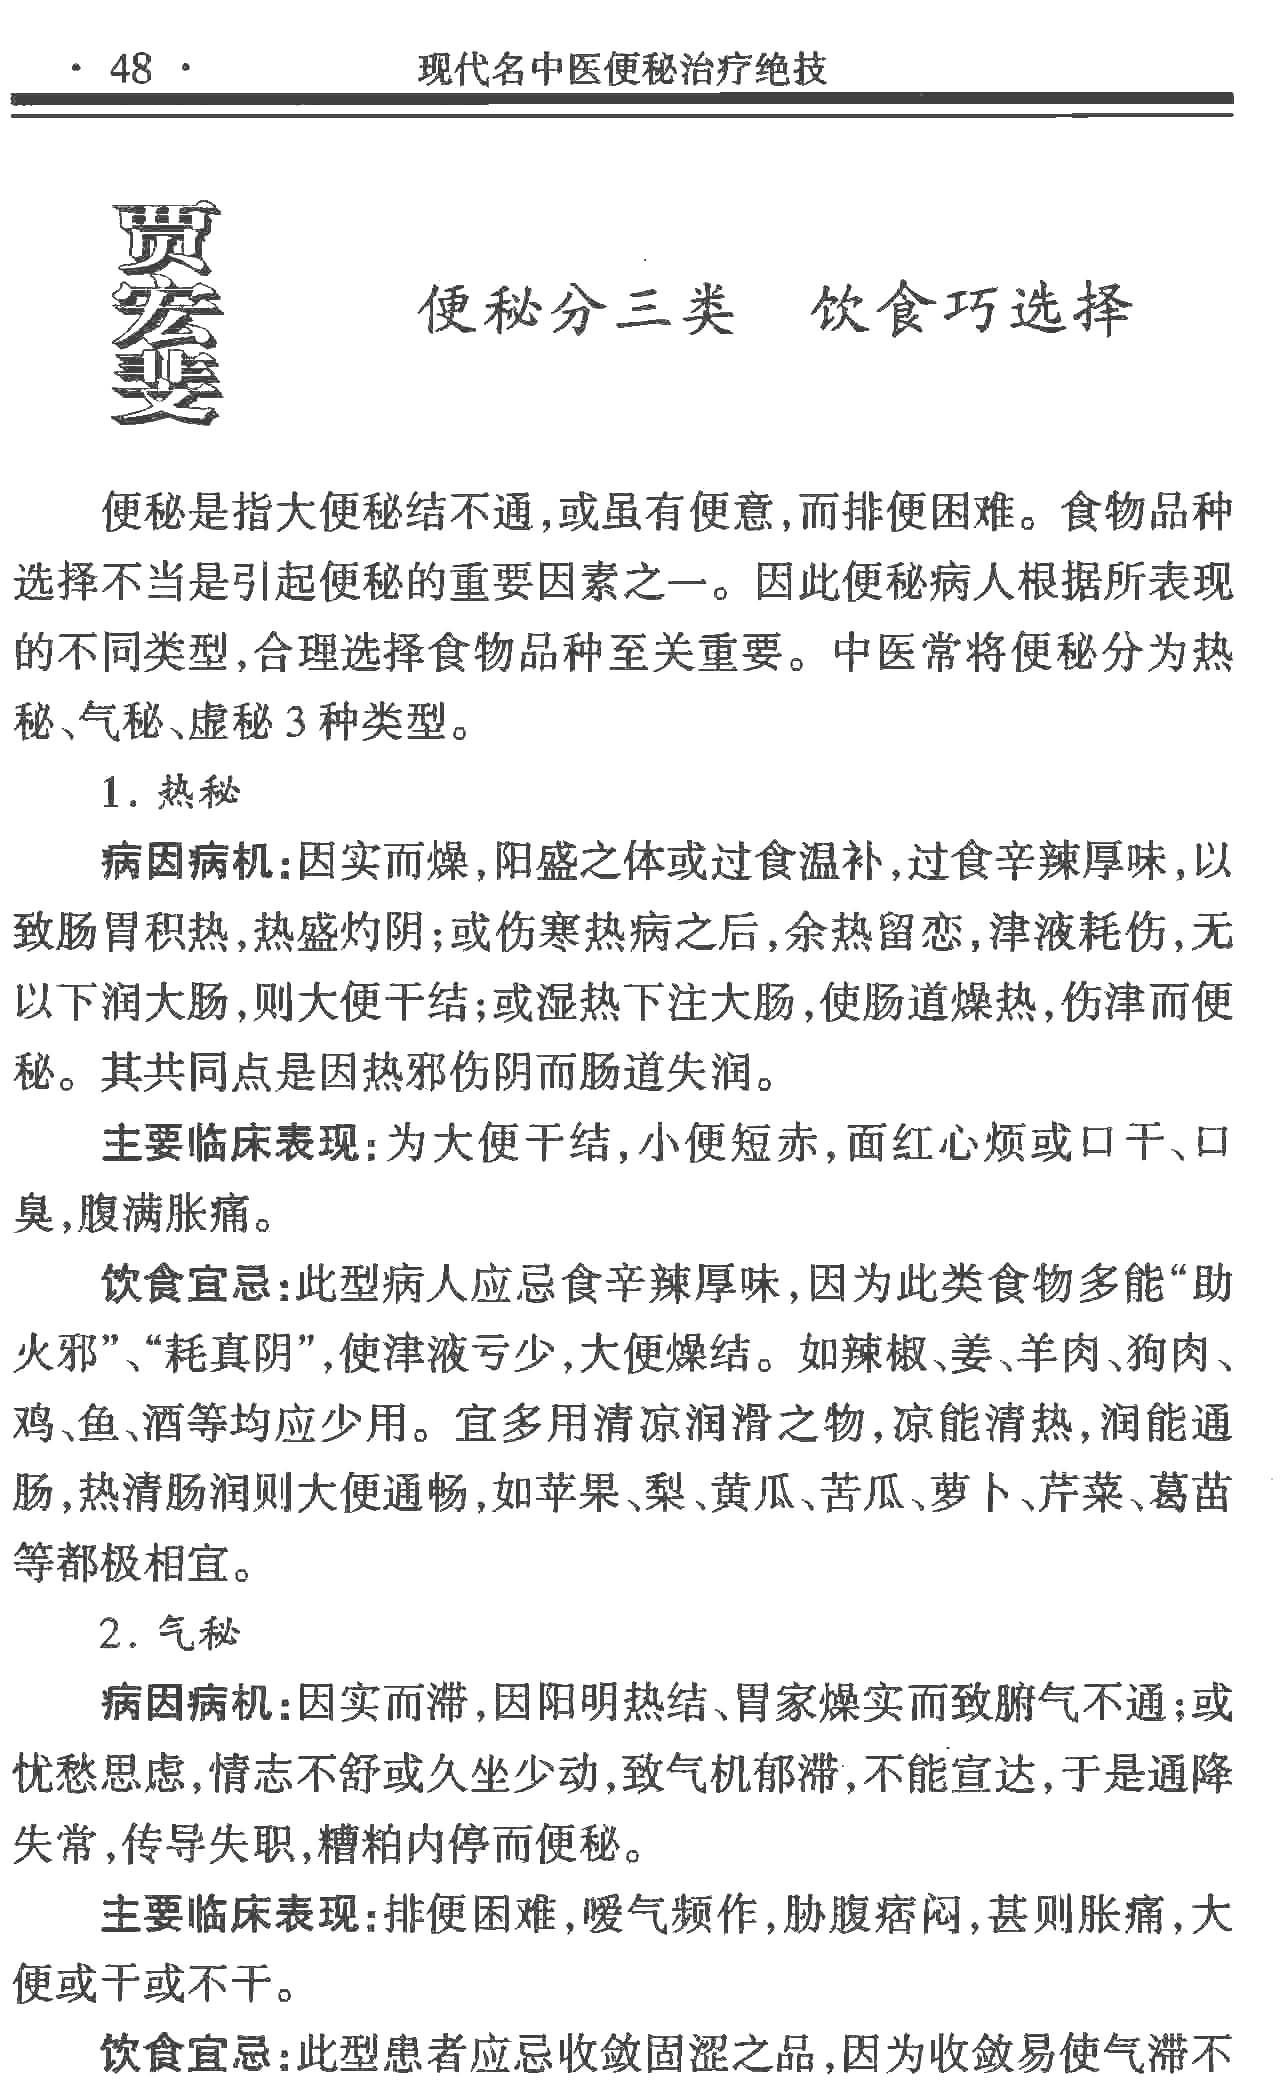 · 48 ·
现代名中医便秘治疗绝技
贾宏斐
便秘分三类 饮食巧选择
便秘是指大便秘结不通,或虽有便意,而排便困难。食物品种
选择不当是引起便秘的重要因素之一。因此便秘病人根据所表现
的不同类型,合理选择食物品种至关重要。中医常将便秘分为热
秘、气秘、虚秘 3 种类型。
1. 热秘
病因病机:因实而燥,阳盛之体或过食温补,过食辛辣厚味,以
致肠胃积热,热盛灼阴;或伤寒热病之后,余热留恋,津液耗伤,无
以下润大肠,则大便干结;或湿热下注大肠,使肠道燥热,伤津而便
秘。其共同点是因热邪伤阴而肠道失润。
主要临床表现:为大便干结,小便短赤,面红心烦或口干、口
臭,腹满胀痛。
饮食宜忌:此型病人应忌食辛辣厚味,因为此类食物多能“助
火邪”、“耗真阴”,使津液亏少,大便燥结。如辣椒、姜、羊肉、狗肉、
鸡、鱼、酒等均应少用。宜多用清凉润滑之物,凉能清热,润能通
肠,热清肠润则大便通畅,如苹果、梨、黄瓜、苦瓜、萝卜、芹菜、葛苗
等都极相宜。
2. 气秘
病因病机:因实而滞,因阳明热结、胃家燥实而致腑气不通;或
忧愁思虑,情志不舒或久坐少动,致气机郁滞,不能宣达,于是通降
失常,传导失职,糟粕内停而便秘。
主要临床表现:排便困难,嗳气频作,胁腹痞闷,甚则胀痛,大
便或干或不干。
饮食宜忌:此型患者应忌收敛固涩之品,因为收敛易使气滞不